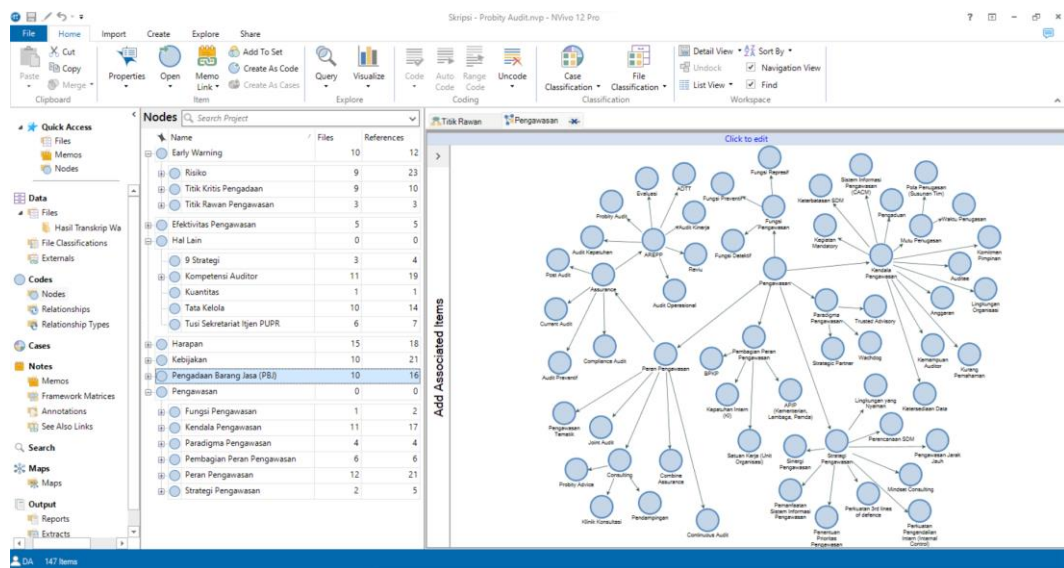 Skripsi - Probity Audit.nvp - NVivo 12 Pro
File Home Import Create Explore Share
Paste
Cut
Copy
Merge
Clipboard
Properties
Open
Memo Link
Add To Set
Create As Code
Create As Cases
Item
Query
Visualize
Explore
Code
Auto Code
Range Code
Uncode
Coding
Case Classification
File Classification
Classification
Detail View
Undock
List View
Sort By
Navigation View
Find
Workspace
Quick Access
Files
Memos
Nodes
Data
Files
Hasil Transkrip Wa
File Classifications
Externals
Codes
Nodes
Relationships
Relationship Types
Cases
Notes
Memos
Framework Matrices
Annotations
See Also Links
Search
Maps
Maps
Output
Reports
Extracts
Nodes Search Project
Name Files References
Early Warning 10 12
Risiko 9 23
Titik Kritis Pengadaan 9 10
Titik Rawan Pengawasan 3 3
Efektivitas Pengawasan 5 5
Hal Lain 0 0
9 Strategi 3 4
Kompetensi Auditor 11 19
Kuantitas 1 1
Tata Kelola 10 14
Tusi Sekretariat Itjen PUPR 6 7
Harapan 15 18
Kebijakan 10 21
Pengadaan Barang Jasa (PBJ) 10 16
Pengawasan 0 0
Fungsi Pengawasan 1 2
Kendala Pengawasan 11 17
Paradigma Pengawasan 4 4
Pembagian Peran Pengawasan 6 6
Peran Pengawasan 12 21
Strategi Pengawasan 2 5
Titik Rawan Pengawasan
Click to edit
Add Associated Items
Fungsi Represif
Evaluasi
ADTT
Fungsi Preventif
Probity Audit
Audit Kinerja
Fungsi Pengawasan
Audit Kepatuhan
Fungsi Detektif
Post Audit
Reviu
Assurance
Audit Operasional
Pengawasan
Current Audit
Compliance Audit
Audit Preventif
Peran Pengawasan
Keterbatasan SDM
Sistem Informasi Pengawasan (CACM)
Pengaduan
Pola Penugasan (Susunan Tim)
Waktu Penugasan
Mutu Penugasan
Kegiatan Mandatory
Kendala Pengawasan
Komitmen Pimpinan
Auditee
Lingkungan Organisasi
Anggaran
Kemampuan Auditor
Kurang Pemahaman
Ketersediaan Data
Paradigma Pengawasan
Trusted Advisory
Strategic Partner
Watchdog
Pembagian Peran Pengawasan
BPKP
Kepatuhan Intern (KI)
APIP (Kementerian, Lembaga, Pemda)
Satuan Kerja (Unit Organisasi)
Pengawasan Tematik
Joint Audit
Consulting
Combine Assurance
Probity Advice
Klinik Konsultasi
Pendampingan
Continuous Audit
Lingkungan yang Nyaman
Perencanaan SDM
Sinergi Pengawasan
Strategi Pengawasan
Pengawasan Jarak Jauh
Mindset Consulting
Pemanfaatan Sistem Informasi Pengawasan
Penentuan Prioritas Pengawasan
Perkuatan 3rd lines of defence
Perkuatan Pengendalian Intern (Internal Control)
DA 147 Items